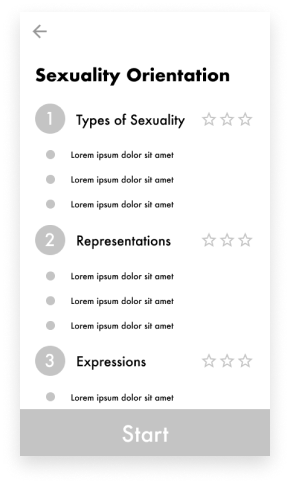 Sexuality Orientation
1 Types of Sexuality
Lorem ipsum dolor sit amet
Lorem ipsum dolor sit amet
Lorem ipsum dolor sit amet
2 Representations
Lorem ipsum dolor sit amet
Lorem ipsum dolor sit amet
Lorem ipsum dolor sit amet
3 Expressions
Lorem ipsum dolor sit amet
Start